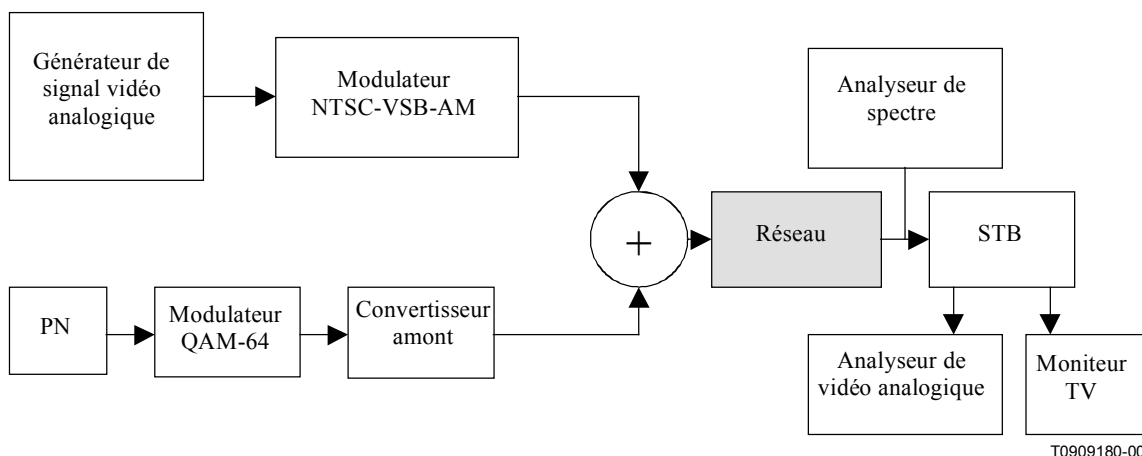 Générateur de
signal vidéo
analogique
Modulateur
NTSC-VSB-AM
Analyseur de
spectre
+
Réseau
STB
PN
Modulateur
QAM-64
Convertisseur
amont
Analyseur de
vidéo analogique
Moniteur
TV
T0909180-00